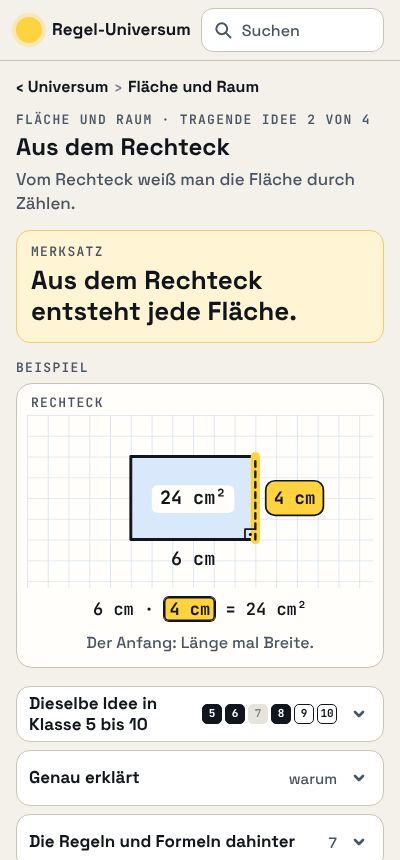 Regel-Universum
Suchen
< Universum > Fläche und Raum
FLÄCHE UND RAUM · TRAGENDE IDEE 2 VON 4
Aus dem Rechteck
Vom Rechteck weiß man die Fläche durch
Zählen.
MERKSATZ
Aus dem Rechteck
entsteht jede Fläche.
BEISPIEL
RECHTECK
24 cm²
4 cm
6 cm
6 cm · 4 cm = 24 cm²
Der Anfang: Länge mal Breite.
Dieselbe Idee in
Klasse 5 bis 10
5 6 7 8 9 10
Genau erklärt warum
Die Regeln und Formeln dahinter 7